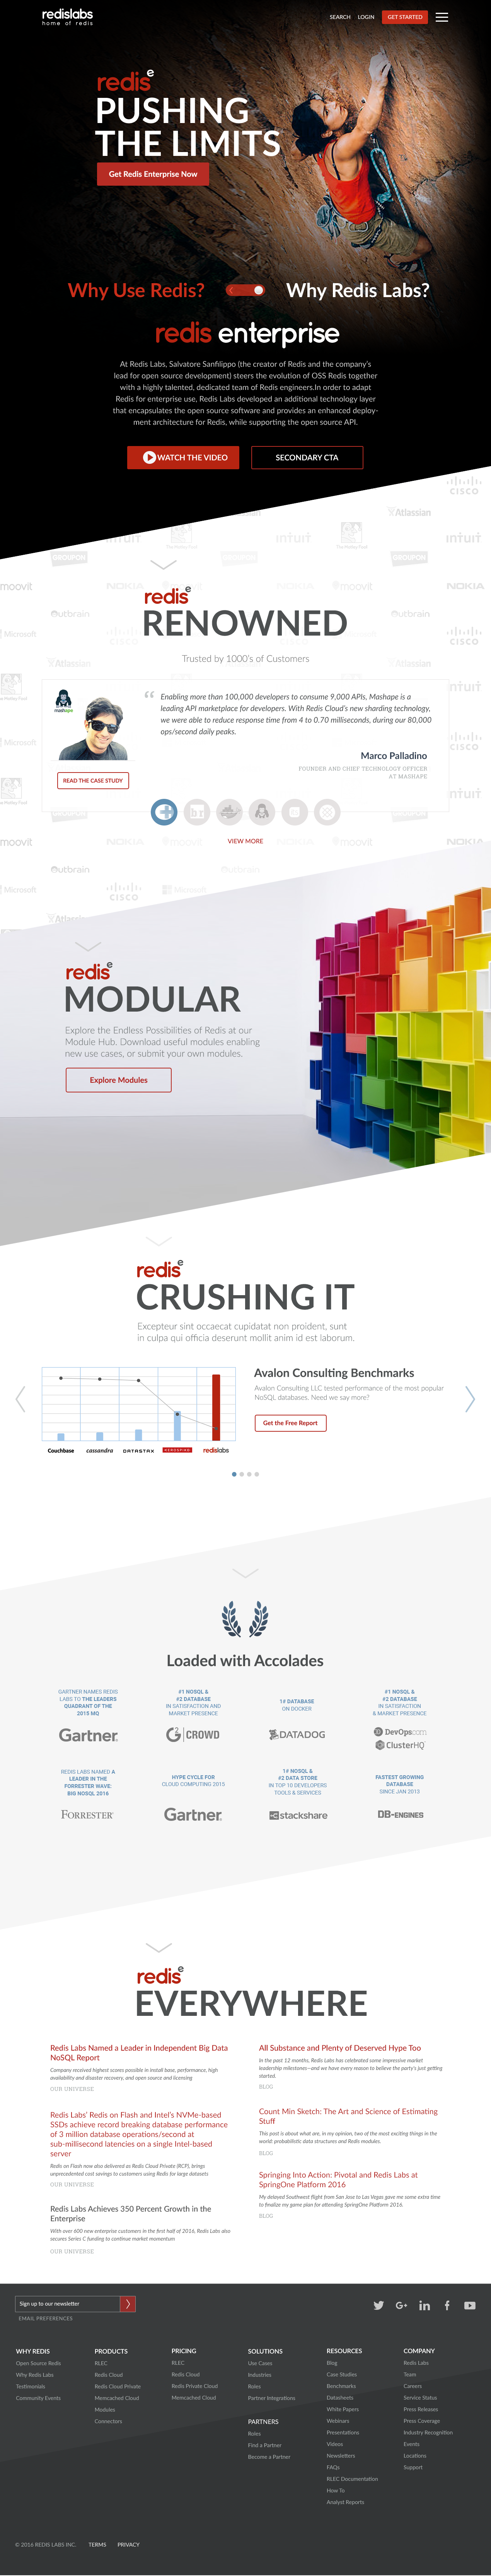 redislabs
home of redis
SEARCH LOGIN GET STARTED
redis e
PUSHING
THE LIMITS
Get Redis Enterprise Now
Why Use Redis? Why Redis Labs?
redis enterprise
At Redis Labs, Salvatore Sanfilippo (the creator of Redis and the company's
lead for open source development) steers the evolution of OSS Redis together
with a highly talented, dedicated team of Redis engineers.In order to adapt
Redis for enterprise use, Redis Labs developed an additional technology layer
that encapsulates the open source software and provides an enhanced deploy-
ment architecture for Redis, while supporting the open source API.
WATCH THE VIDEO SECONDARY CTA
redis e
RENOWNED
Trusted by 1000's of Customers
mashape
“ Enabling more than 100,000 developers to consume 9,000 APIs, Mashape is a
leading API marketplace for developers. With Redis Cloud's new sharding technology,
we were able to reduce response time from 4 to 0.70 milliseconds, during our 80,000
ops/second daily peaks.
Marco Palladino
FOUNDER AND CHIEF TECHNOLOGY OFFICER
AT MASHAPE
READ THE CASE STUDY
VIEW MORE
redis e
MODULAR
Explore the Endless Possibilities of Redis at our
Module Hub. Download useful modules enabling
new use cases, or submit your own modules.
Explore Modules
redis e
CRUSHING IT
Excepteur sint occaecat cupidatat non proident, sunt
in culpa qui officia deserunt mollit anim id est laborum.
Couchbase cassandra DATASTAX AEROSPIKE redislabs
Avalon Consulting Benchmarks
Avalon Consulting LLC tested performance of the most popular
NoSQL databases. Need we say more?
Get the Free Report
Loaded with Accolades
GARTNER NAMES REDIS
LABS TO THE LEADERS
QUADRANT OF THE
2015 MQ
Gartner
#1 NOSQL &
#2 DATABASE
IN SATISFACTION AND
MARKET PRESENCE
G2 CROWD
1# DATABASE
ON DOCKER
DATADOG
#1 NOSQL &
#2 DATABASE
IN SATISFACTION
& MARKET PRESENCE
DevOps.com
ClusterHQ
REDIS LABS NAMED A
LEADER IN THE
FORRESTER WAVE:
BIG NOSQL 2016
FORRESTER
HYPE CYCLE FOR
CLOUD COMPUTING 2015
Gartner
1# NOSQL &
#2 DATA STORE
IN TOP 10 DEVELOPERS
TOOLS & SERVICES
stackshare
FASTEST GROWING
DATABASE
SINCE JAN 2013
DB-ENGINES
redis e
EVERYWHERE
Redis Labs Named a Leader in Independent Big Data
NoSQL Report
Company received highest scores possible in install base, performance, high
availability and disaster recovery, and open source and licensing
OUR UNIVERSE
Redis Labs' Redis on Flash and Intel's NVMe-based
SSDs achieve record breaking database performance
of 3 million database operations/second at
sub-millisecond latencies on a single Intel-based
server
Redis on Flash now also delivered as Redis Cloud Private (RCP), brings
unprecedented cost savings to customers using Redis for large datasets
OUR UNIVERSE
Redis Labs Achieves 350 Percent Growth in the
Enterprise
With over 600 new enterprise customers in the first half of 2016, Redis Labs also
secures Series C funding to continue market momentum
OUR UNIVERSE
All Substance and Plenty of Deserved Hype Too
In the past 12 months, Redis Labs has celebrated some impressive market
leadership milestones—and we have every reason to believe the party's just getting
started.
BLOG
Count Min Sketch: The Art and Science of Estimating
Stuff
This post is about what are, in my opinion, two of the most exciting things in the
world: probabilistic data structures and Redis modules.
BLOG
Springing Into Action: Pivotal and Redis Labs at
SpringOne Platform 2016
My delayed Southwest flight from San Jose to Las Vegas gave me some extra time
to finalize my game plan for attending SpringOne Platform 2016.
BLOG
Sign up to our newsletter
EMAIL PREFERENCES
WHY REDIS
Open Source Redis
Why Redis Labs
Testimonials
Community Events
PRODUCTS
RLEC
Redis Cloud
Redis Cloud Private
Memcached Cloud
Modules
Connectors
PRICING
RLEC
Redis Cloud
Redis Private Cloud
Memcached Cloud
SOLUTIONS
Use Cases
Industries
Roles
Partner Integrations
PARTNERS
Roles
Find a Partner
Become a Partner
RESOURCES
Blog
Case Studies
Benchmarks
Datasheets
White Papers
Webinars
Presentations
Videos
Newsletters
FAQs
RLEC Documentation
How To
Analyst Reports
COMPANY
Redis Labs
Team
Careers
Service Status
Press Releases
Press Coverage
Industry Recognition
Events
Locations
Support
© 2016 REDIS LABS INC. TERMS PRIVACY